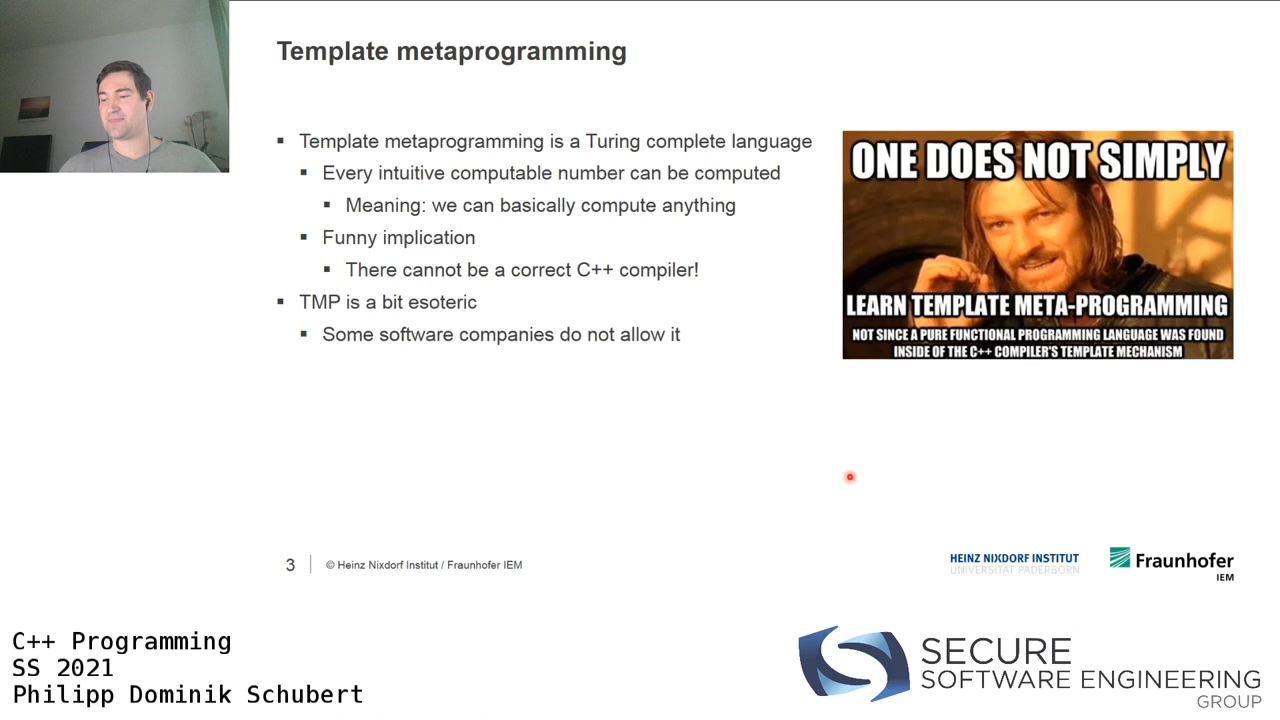 Template metaprogramming
Template metaprogramming is a Turing complete language
Every intuitive computable number can be computed
Meaning: we can basically compute anything
Funny implication
There cannot be a correct C++ compiler!
TMP is a bit esoteric
Some software companies do not allow it
ONE DOES NOT SIMPLY
LEARN TEMPLATE META-PROGRAMMING
NOT SINCE A PURE FUNCTIONAL PROGRAMMING LANGUAGE WAS FOUND
INSIDE OF THE C++ COMPILER'S TEMPLATE MECHANISM
3
© Heinz Nixdorf Institut / Fraunhofer IEM
HEINZ NIXDORF INSTITUT
UNIVERSITÄT PADERBORN
Fraunhofer
IEM
C++ Programming
SS 2021
Philipp Dominik Schubert
SECURE
SOFTWARE ENGINEERING
GROUP